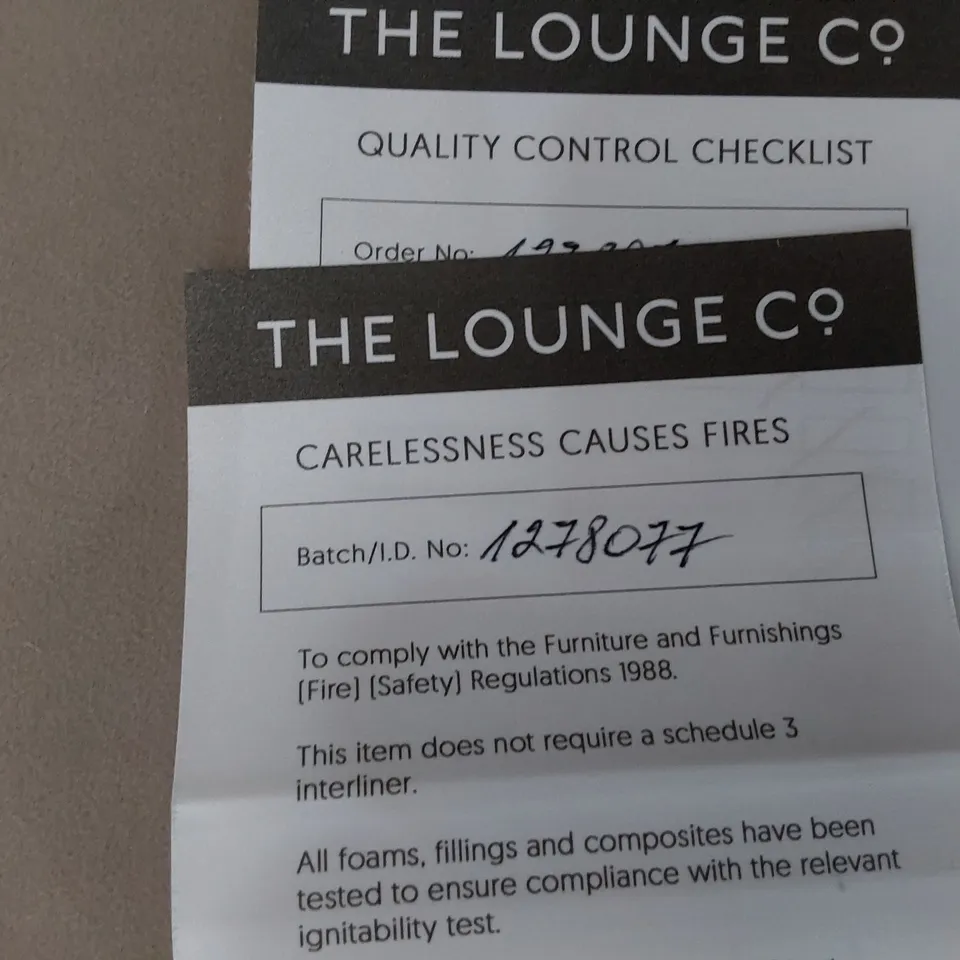 THE LOUNGE Co
QUALITY CONTROL CHECKLIST
Order No:
THE LOUNGE Co
CARELESSNESS CAUSES FIRES
Batch/I.D. No: 1278077
To comply with the Furniture and Furnishings
(Fire) (Safety) Regulations 1988.
This item does not require a schedule 3
interliner.
All foams, fillings and composites have been
tested to ensure compliance with the relevant
ignitability test.